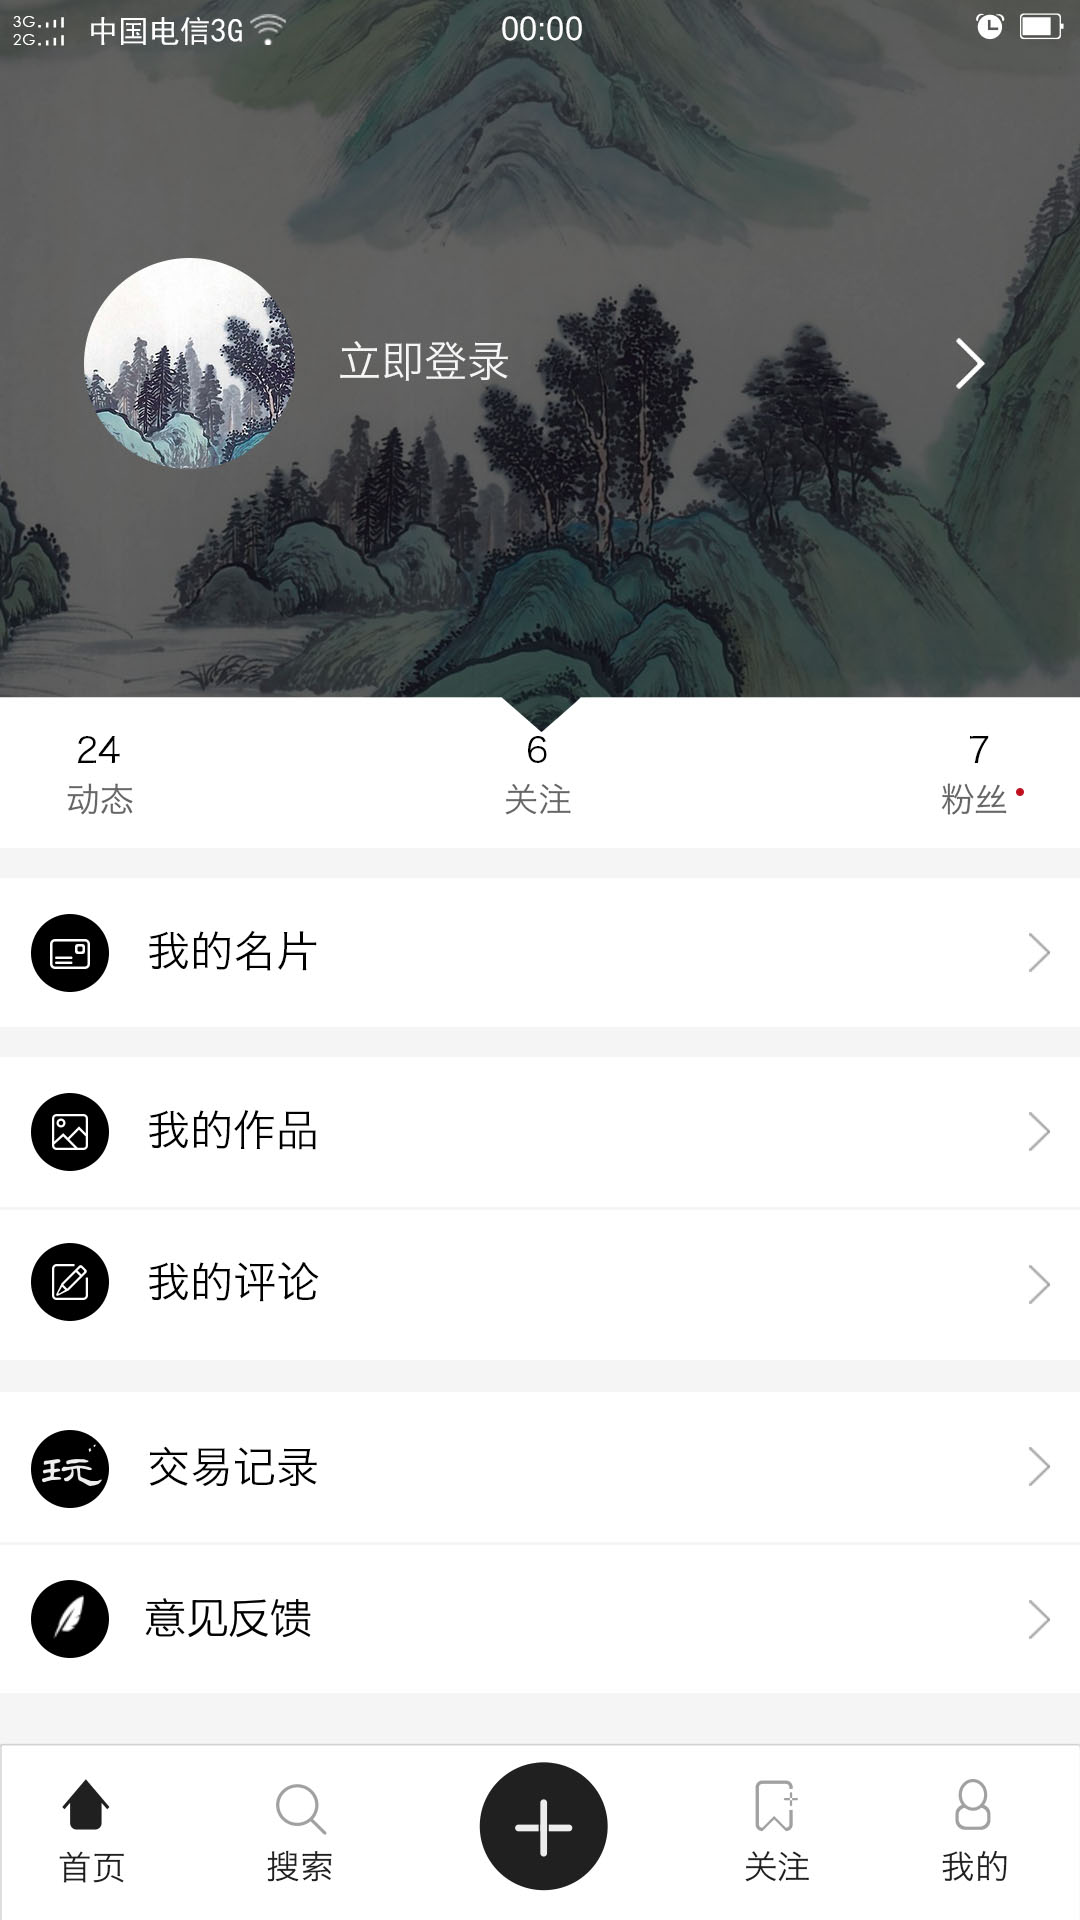 3G 中国电信3G 00:00
2G
立即登录
24 6 7
动态 关注 粉丝
我的名片
我的作品
我的评论
玩 交易记录
意见反馈
首页 搜索 关注 我的